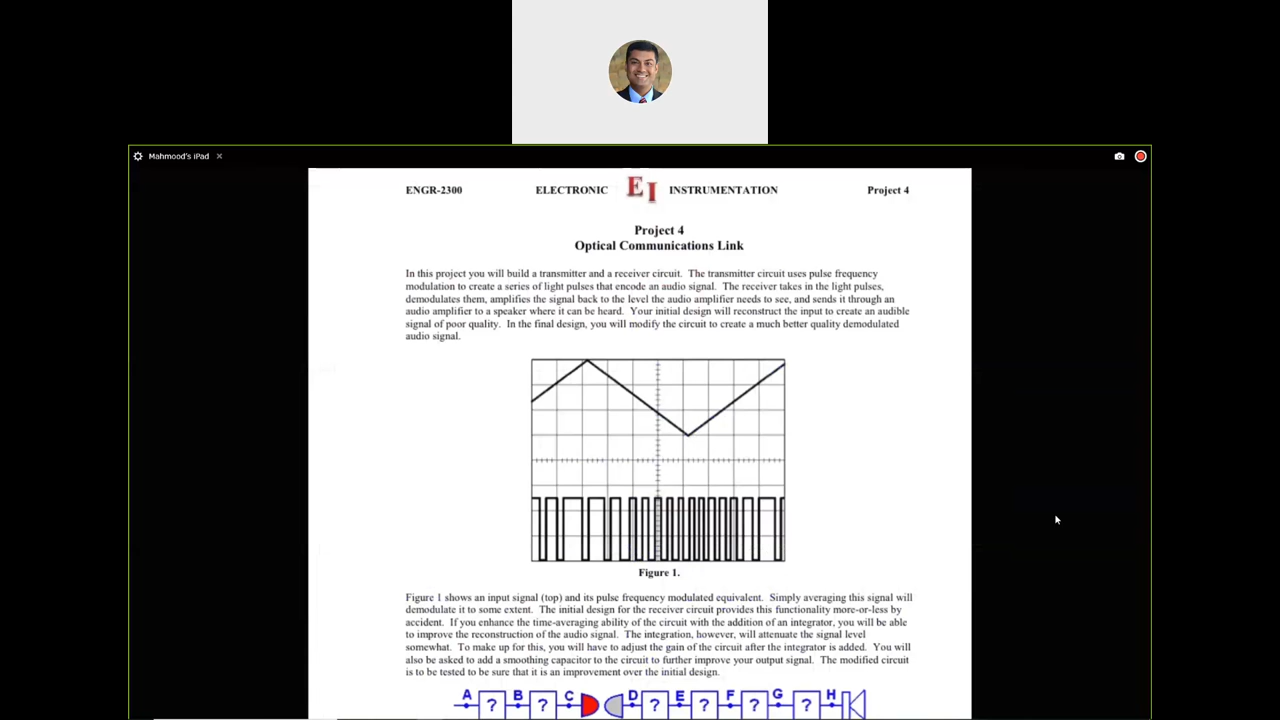 Mahmood's iPad
ENGR-2300 ELECTRONIC EI INSTRUMENTATION Project 4
Project 4
Optical Communications Link
In this project you will build a transmitter and a receiver circuit. The transmitter circuit uses pulse frequency
modulation to create a series of light pulses that encode an audio signal. The receiver takes in the light pulses,
demodulates them, amplifies the signal back to the level the audio amplifier needs to see, and sends it through an
audio amplifier to a speaker where it can be heard. Your initial design will reconstruct the input to create an audible
signal of poor quality. In the final design, you will modify the circuit to create a much better quality demodulated
audio signal.
Figure 1.
Figure 1 shows an input signal (top) and its pulse frequency modulated equivalent. Simply averaging this signal will
demodulate it to some extent. The initial design for the receiver circuit provides this functionality more-or-less by
accident. If you enhance the time-averaging ability of the circuit with the addition of an integrator, you will be able
to improve the reconstruction of the audio signal. The integration, however, will attenuate the signal level
somewhat. To make up for this, you will have to adjust the gain of the circuit after the integrator is added. You will
also be asked to add a smoothing capacitor to the circuit to further improve your output signal. The modified circuit
is to be tested to be sure that it is an improvement over the initial design.
A ? B ? C D ? E ? F ? G ? H